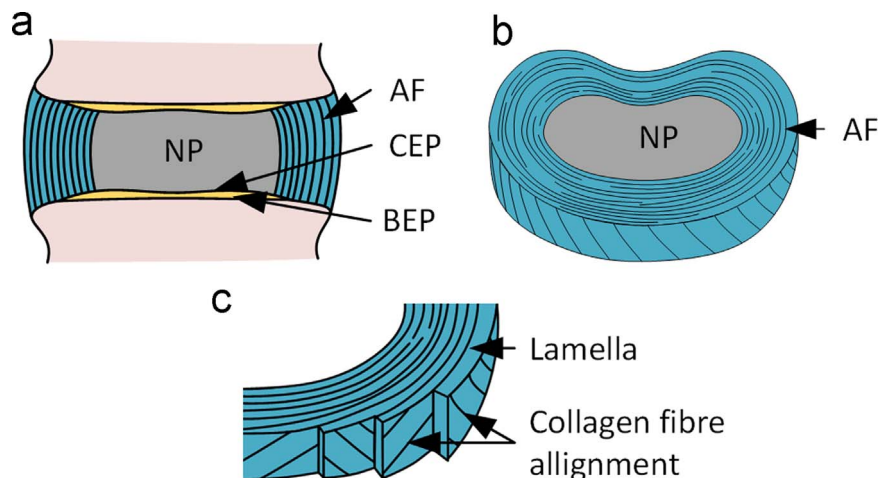 a
b
AF
NP
CEP
BEP
NP
AF
c
Lamella
Collagen fibre
allignment